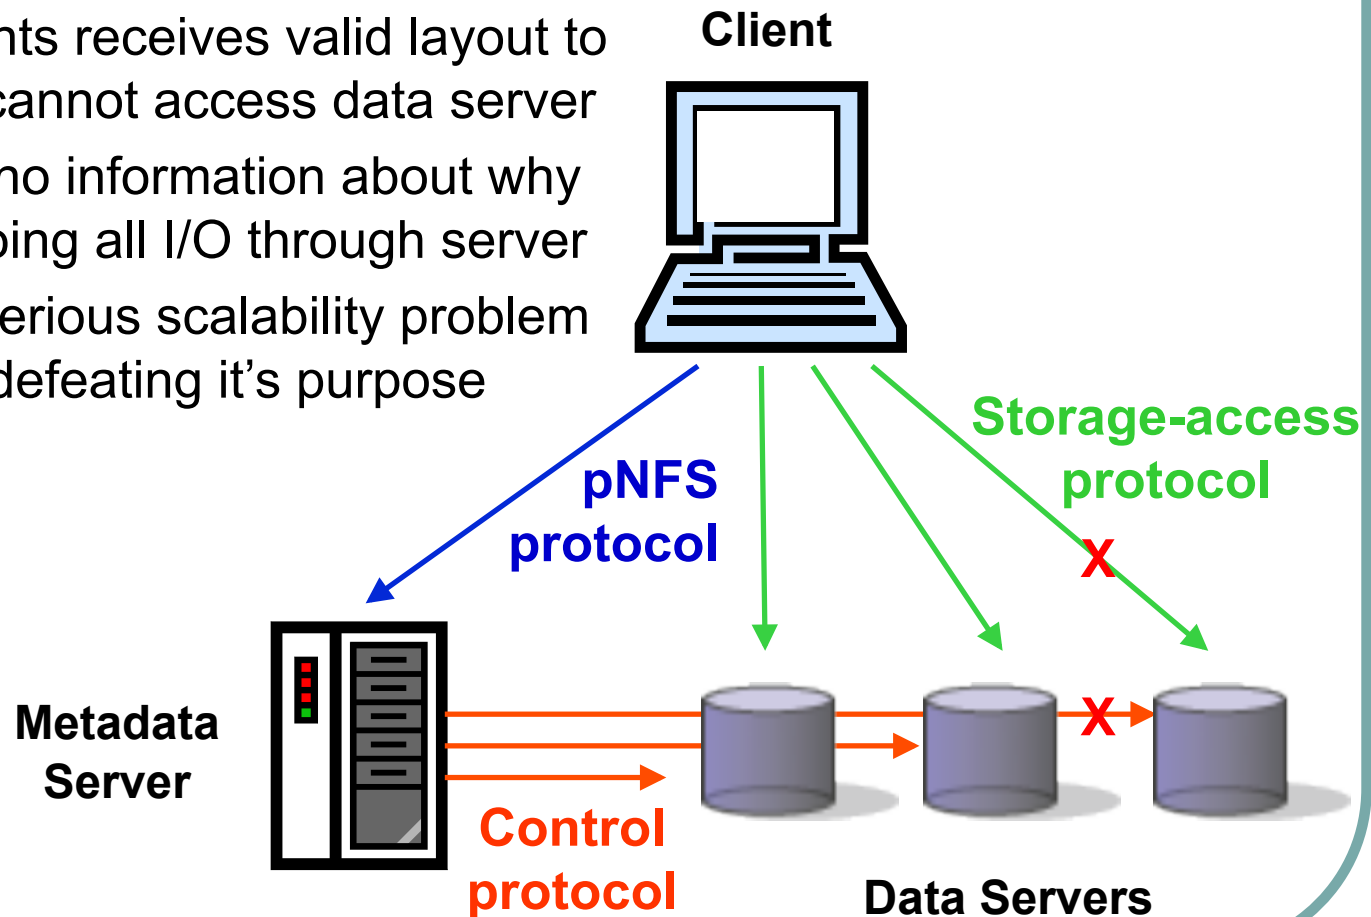 nts receives valid layout to
cannot access data server
no information about why
ping all I/O through server
erious scalability problem
defeating it's purpose
Client
Storage-access
protocol
pNFS
protocol
X
X
Metadata
Server
Control
protocol
Data Servers